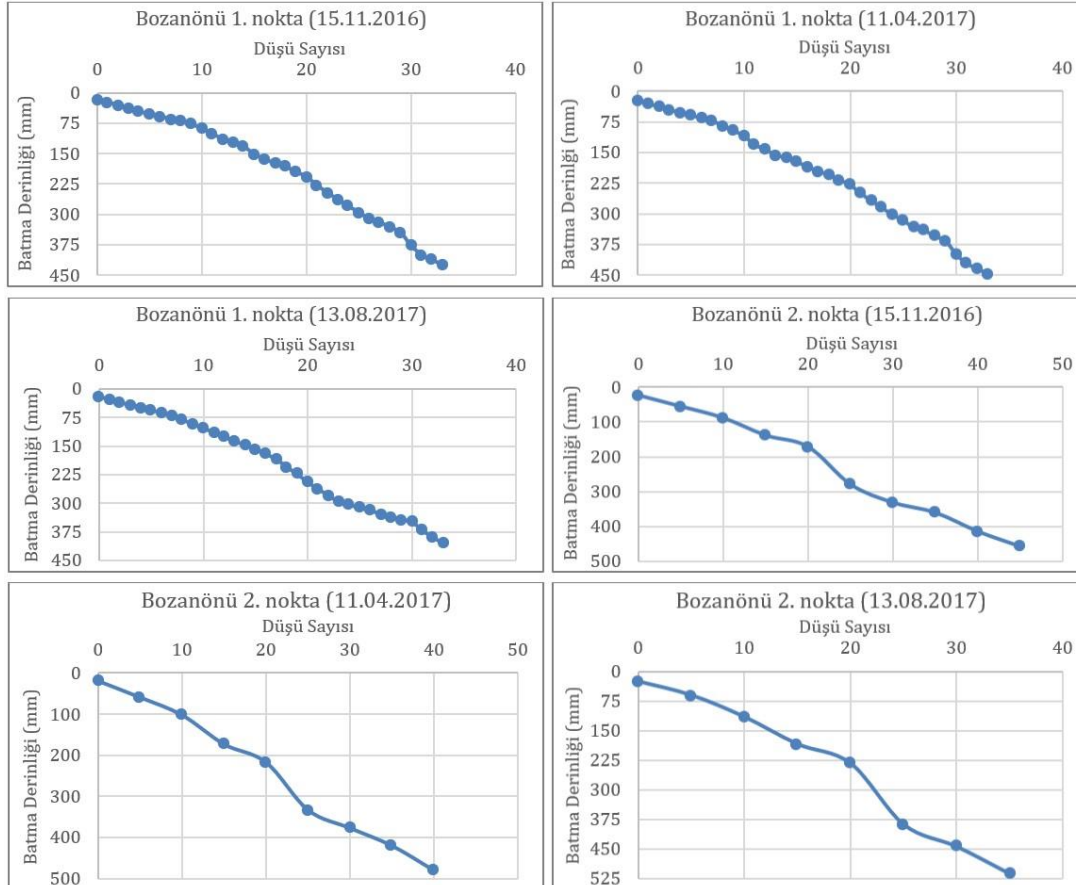 Bozanönü 1. nokta (15.11.2016)
Düşü Sayısı
0 10 20 30 40
Batma Derinliği (mm)
0
75
150
225
300
375
450
Bozanönü 1. nokta (11.04.2017)
Düşü Sayısı
0 10 20 30 40
Batma Derinliği (mm)
0
75
150
225
300
375
450
Bozanönü 1. nokta (13.08.2017)
Düşü Sayısı
0 10 20 30 40
Batma Derinliği (mm)
0
75
150
225
300
375
450
Bozanönü 2. nokta (15.11.2016)
Düşü Sayısı
0 10 20 30 40 50
Batma Derinliği (mm)
0
100
200
300
400
500
Bozanönü 2. nokta (11.04.2017)
Düşü Sayısı
0 10 20 30 40 50
Batma Derinliği (mm)
0
100
200
300
400
500
Bozanönü 2. nokta (13.08.2017)
Düşü Sayısı
0 10 20 30 40
Batma Derinliği (mm)
0
75
150
225
300
375
450
525